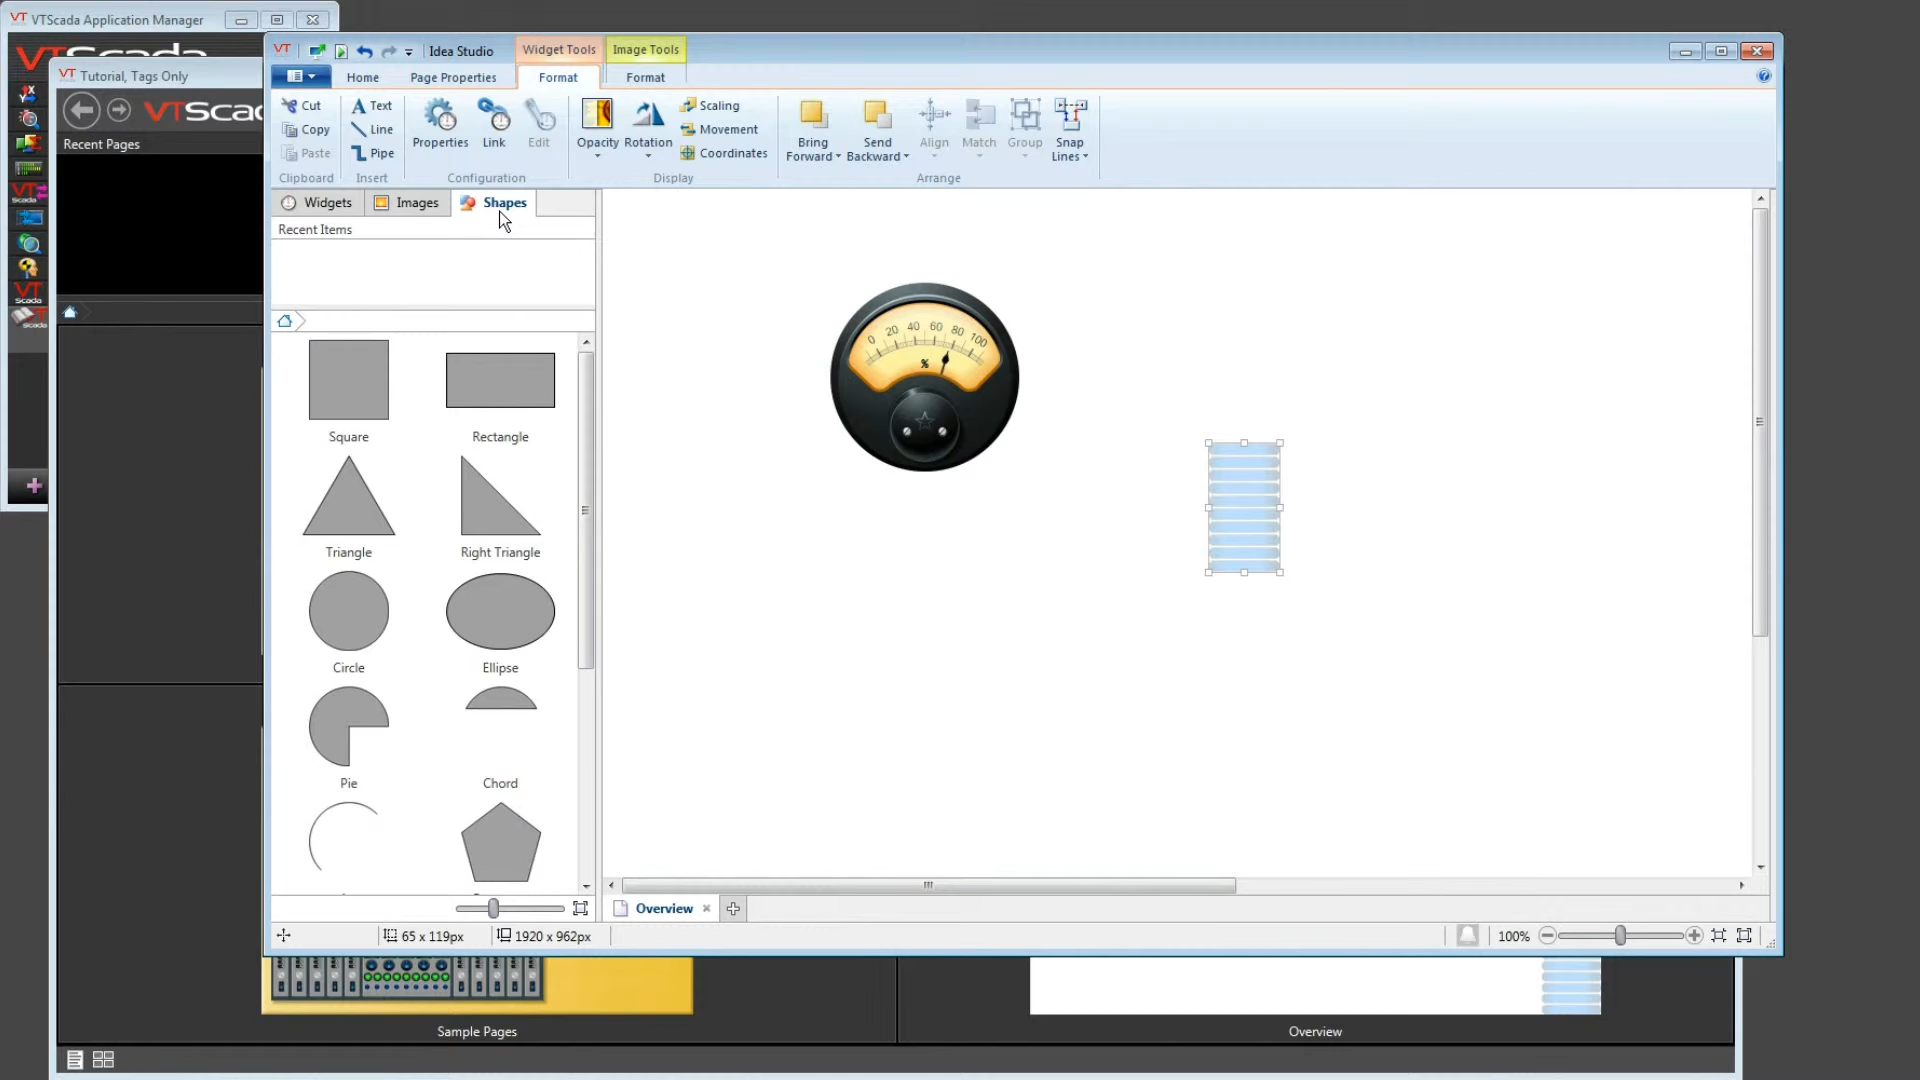 VTScada Application Manager
VTScada
Tutorial, Tags Only
VTScad
Recent Pages
VT Idea Studio
Widget Tools Image Tools
Home Page Properties Format Format
Cut
Copy
Paste
Clipboard
Text
Line
Pipe
Insert
Properties Link Edit
Configuration
Opacity Rotation
Scaling
Movement
Coordinates
Display
Bring Forward
Send Backward
Align Match Group
Snap Lines
Arrange
Widgets Images Shapes
Recent Items
Square Rectangle
Triangle Right Triangle
Circle Ellipse
Pie Chord
0 20 40 60 80 100
%
Overview
65 x 119px 1920 x 962px
100%
Sample Pages Overview